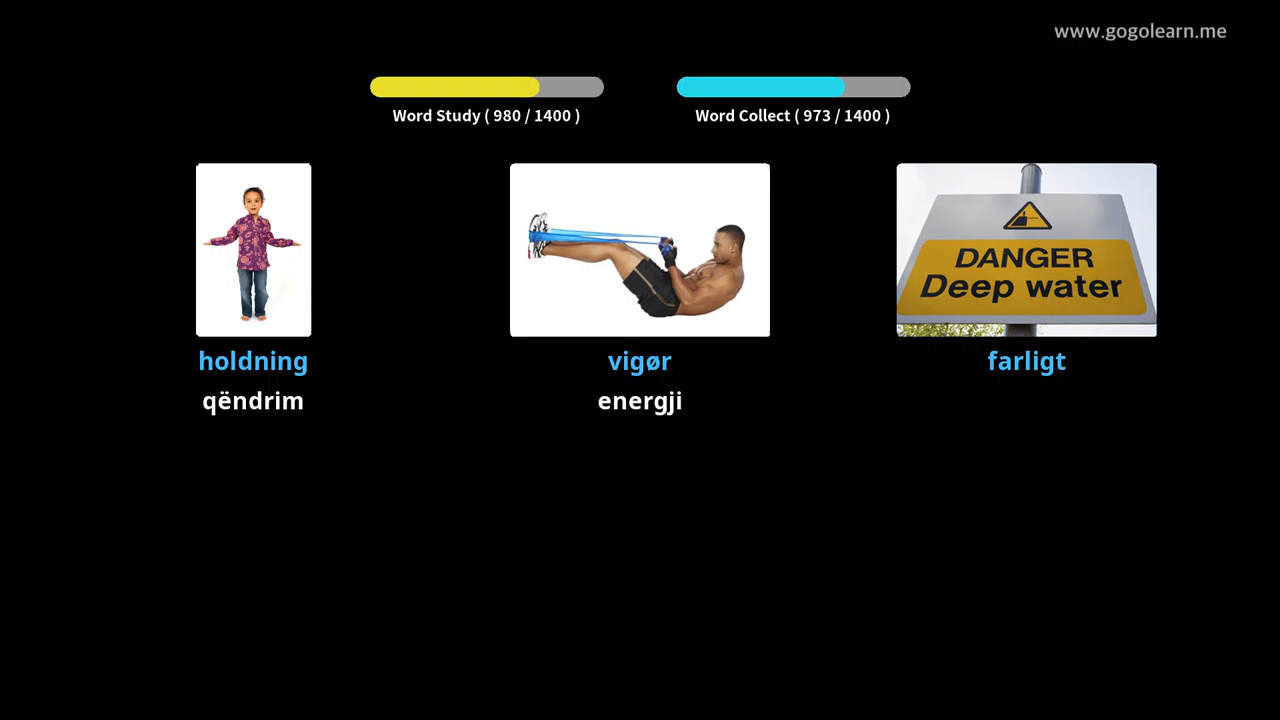 www.gogolearn.me
Word Study ( 980 / 1400 )
Word Collect ( 973 / 1400 )
DANGER
Deep water
holdning
vigør
farligt
qëndrim
energji